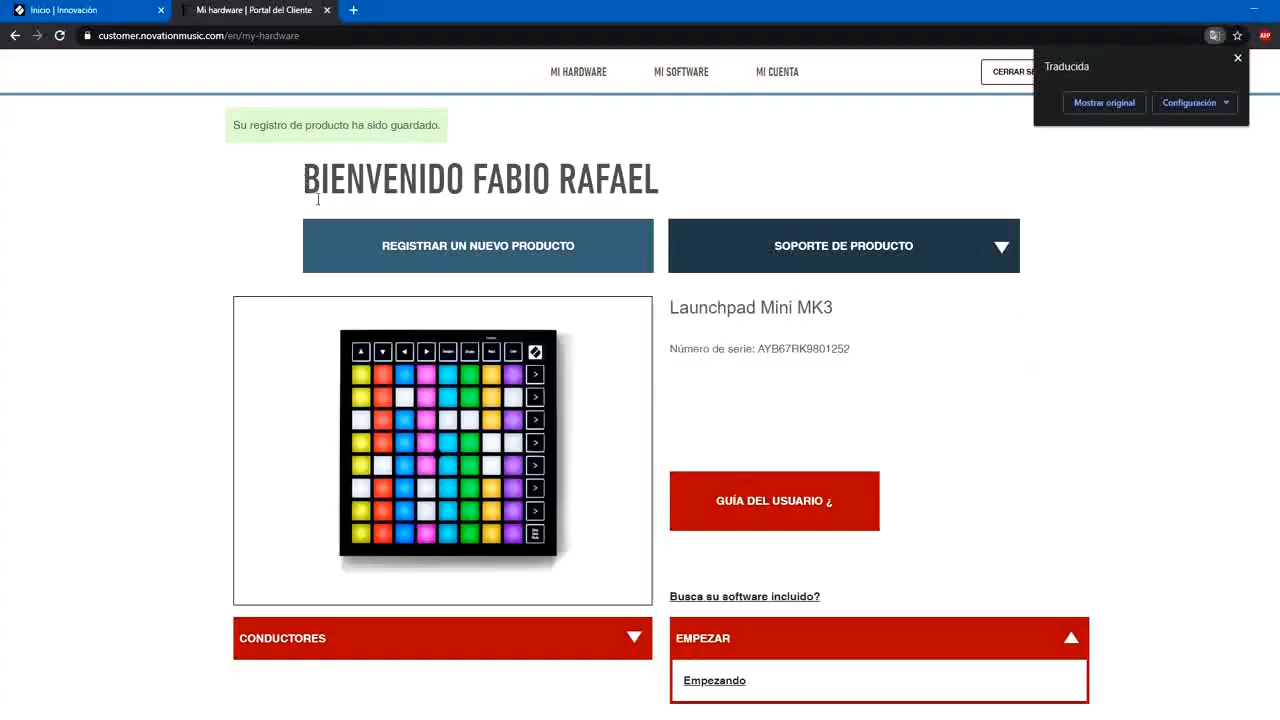 Inicio | Innovación
Mi hardware | Portal del Cliente
customer.novationmusic.com/en/my-hardware
ABP
MI HARDWARE
MI SOFTWARE
MI CUENTA
CERRAR SE
Traducida
Mostrar original
Configuración
Su registro de producto ha sido guardado.
BIENVENIDO FABIO RAFAEL
REGISTRAR UN NUEVO PRODUCTO
SOPORTE DE PRODUCTO
Launchpad Mini MK3
Número de serie: AYB67RK9801252
GUÍA DEL USUARIO ¿
Busca su software incluido?
CONDUCTORES
EMPEZAR
Empezando